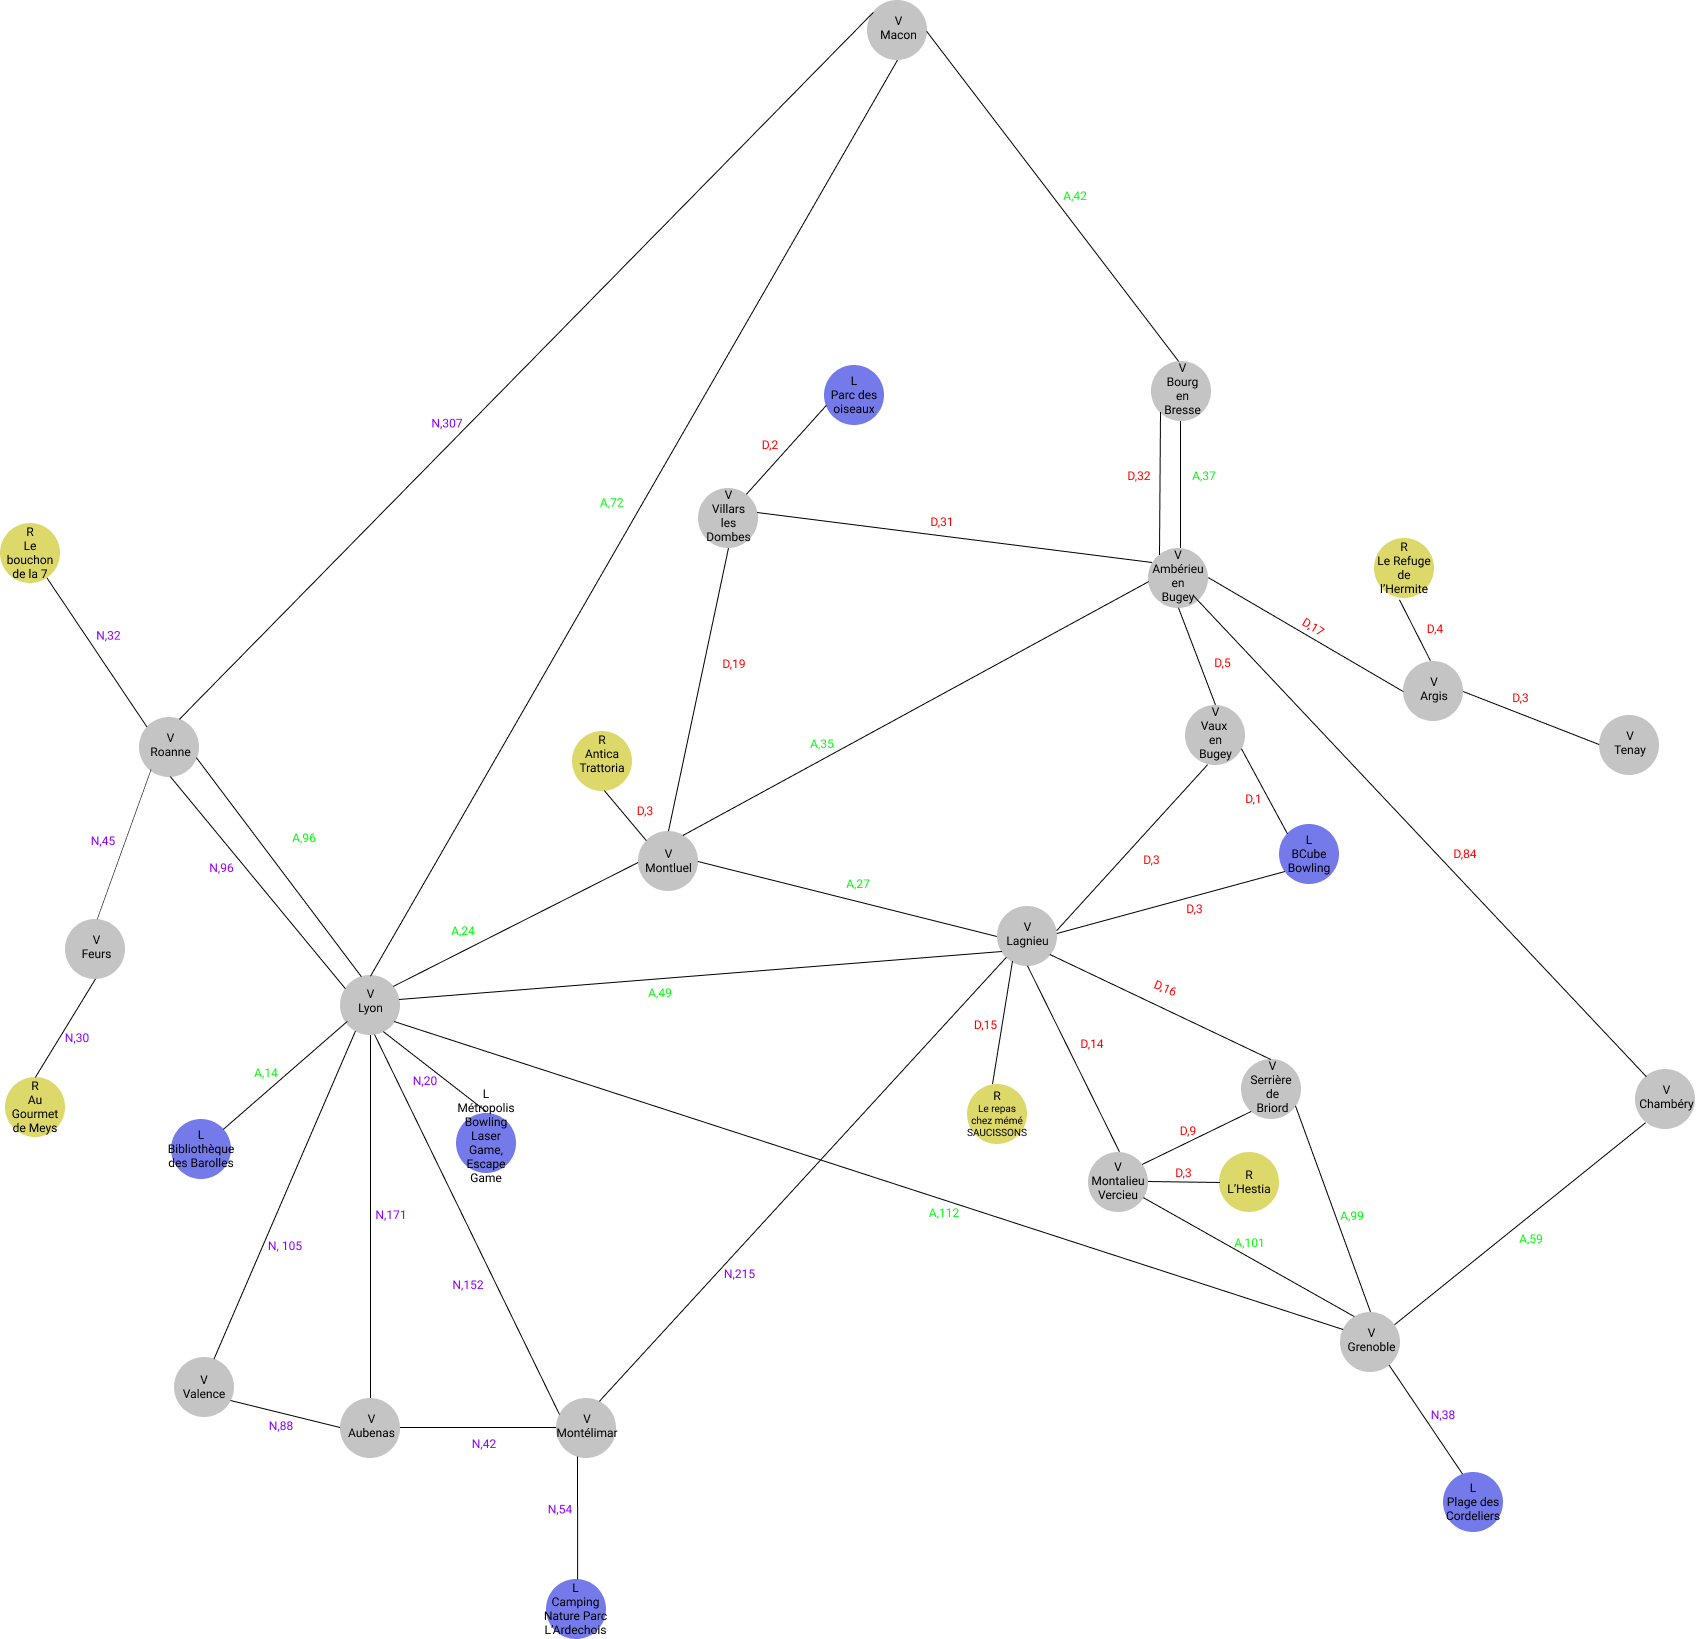 V
Macon
A,42
N,307
A,72
V
Bourg
en
Bresse
L
Parc des
oiseaux
D,2
D,32
A,37
V
Villars
les
Dombes
D,31
R
Le
bouchon
de la 7
V
Ambérieu
en
Bugey
R
Le Refuge
de
l'Hermite
N,32
D,17
D,4
D,19
D,5
V
Argis
D,3
V
Roanne
V
Vaux
en
Bugey
V
Tenay
R
Antica
Trattoria
A,35
D,3
D,1
N,45
A,96
N,96
V
Montluel
A,27
D,3
L
BCube
Bowling
D,84
D,3
V
Feurs
A,24
V
Lagnieu
V
Lyon
A,49
D,16
N,30
D,15
D,14
A,14
N,20
R
Au
Gourmet
de Meys
L
Métropolis
Bowling
Laser
Game,
Escape
Game
R
Le repas
chez mémé
SAUCISSONS
V
Serrière
de
Briord
V
Chambéry
L
Bibliothèque
des Barolles
D,9
V
Montalieu
Vercieu
D,3
R
L'Hestia
N, 105
N,171
A,112
A,99
A,101
A,59
N,152
N,215
V
Grenoble
V
Valence
N,88
V
Aubenas
N,42
V
Montélimar
N,38
N,54
L
Plage des
Cordeliers
L
Camping
Nature Parc
L'Ardechois